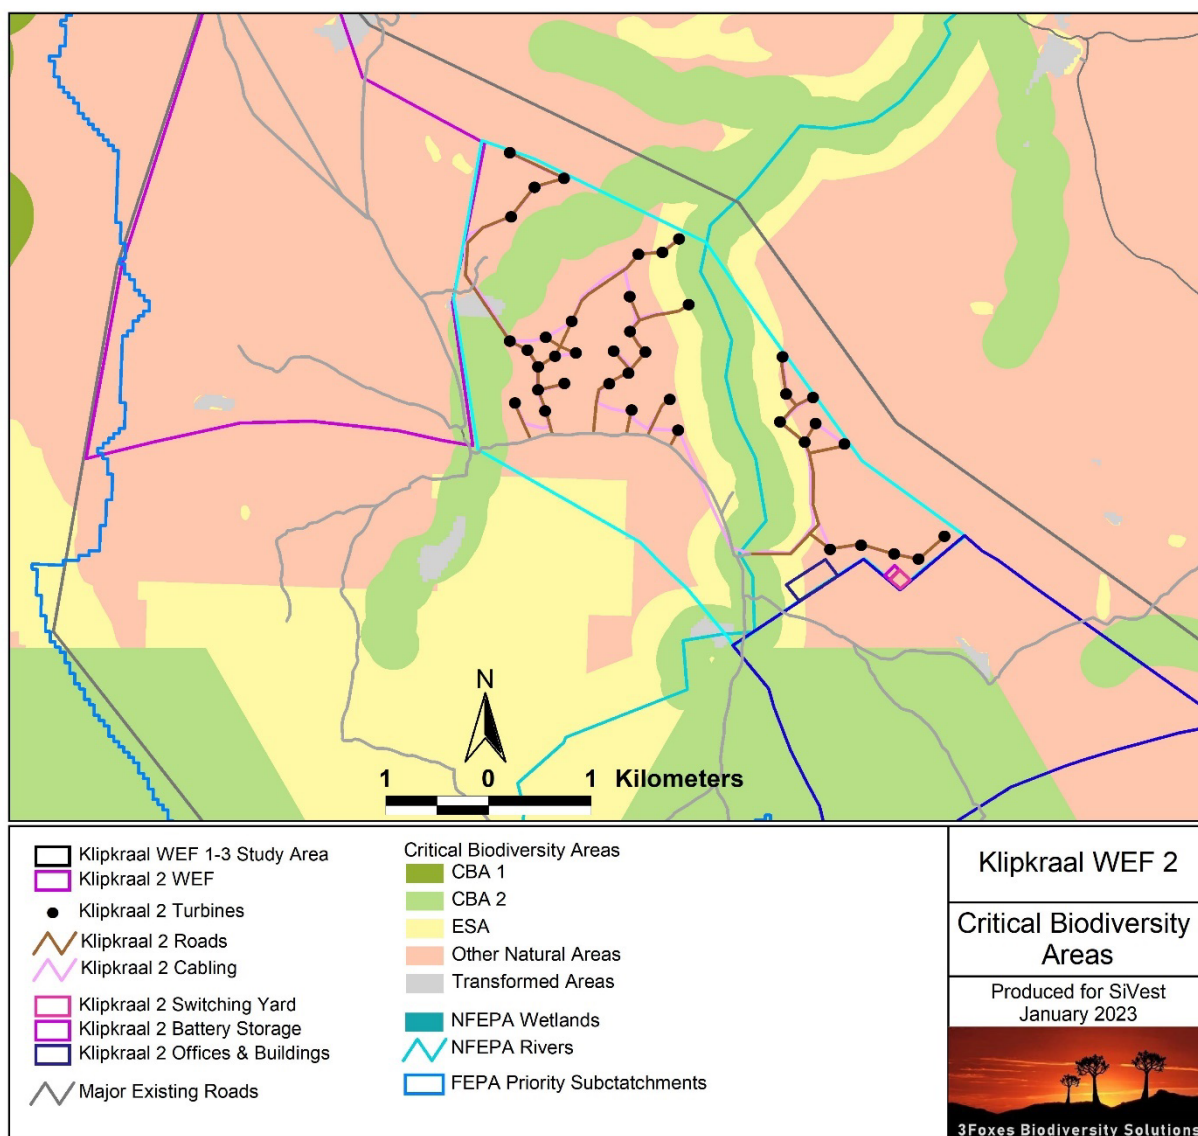 N
1 0 1 Kilometers
Klipkraal WEF 1-3 Study Area
Klipkraal 2 WEF
Klipkraal 2 Turbines
Klipkraal 2 Roads
Klipkraal 2 Cabling
Klipkraal 2 Switching Yard
Klipkraal 2 Battery Storage
Klipkraal 2 Offices & Buildings
Major Existing Roads
Critical Biodiversity Areas
CBA 1
CBA 2
ESA
Other Natural Areas
Transformed Areas
NFEPA Wetlands
NFEPA Rivers
FEPA Priority Subctatchments
Klipkraal WEF 2
Critical Biodiversity
Areas
Produced for SiVest
January 2023
3Foxes Biodiversity Solutions